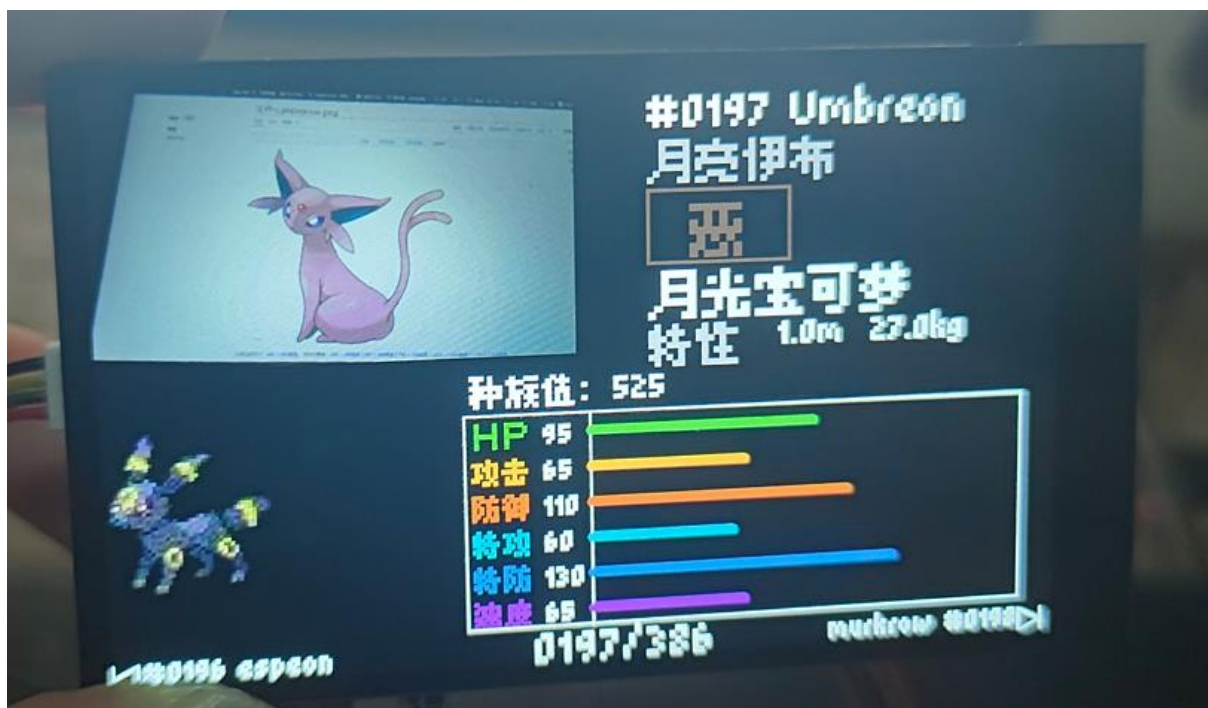 #0197 Umbreon
月亮伊布
恶
月光宝可梦
特性 1.0m 27.0kg
种族值: 525
HP 95
攻击 65
防御 110
特攻 60
特防 130
速度 65
0197/386
#0196 espeon
murkrow #0198